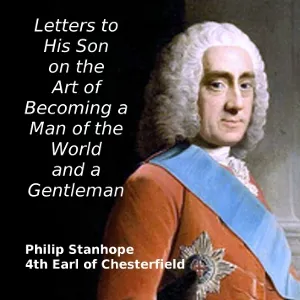 Letters to
His Son
on the
Art of
Becoming a
Man of the
World
and a
Gentleman
Philip Stanhope
4th Earl of Chesterfield